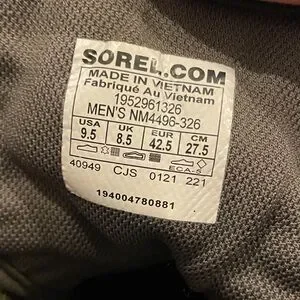 SOREL.COM
MADE IN VIETNAM
Fabriqué Au Vietnam
1952961326
MEN'S NM4496-326
USA UK EUR CM
9.5 8.5 42.5 27.5
ECA-S
40949 CJS 0121 221
194004780881